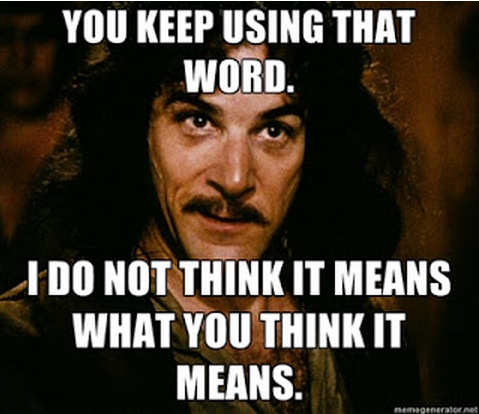 YOU KEEP USING THAT
WORD.
I DO NOT THINK IT MEANS
WHAT YOU THINK IT
MEANS.
memegenerator.net